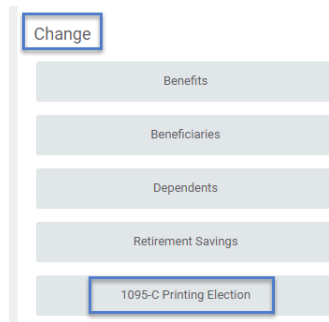 Change
Benefits
Beneficiaries
Dependents
Retirement Savings
1095-C Printing Election